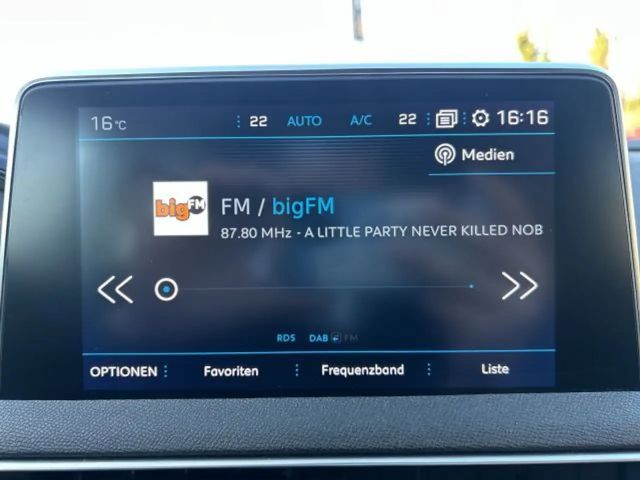 16°C 22 AUTO A/C 22 16:16
Medien
bigFM
FM / bigFM
87.80 MHz - A LITTLE PARTY NEVER KILLED NOB
RDS DAB FM
OPTIONEN Favoriten Frequenzband Liste